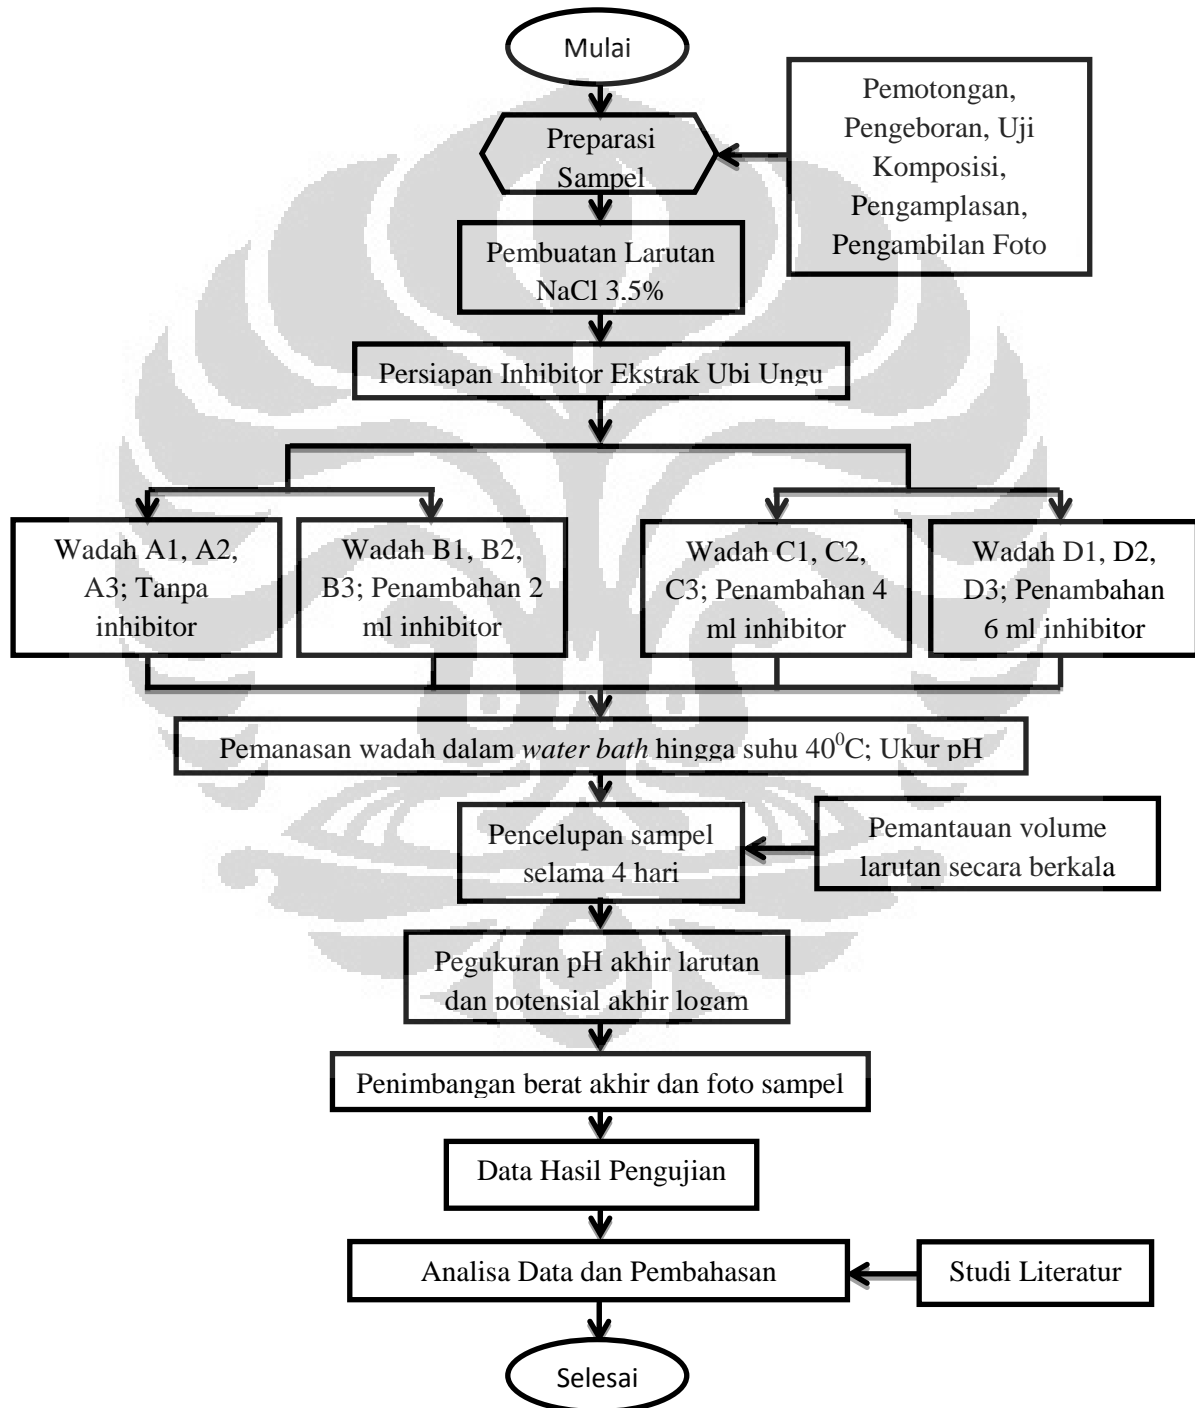 Mulai
Pemotongan,
Pengeboran, Uji
Komposisi,
Pengamplasan,
Pengambilan Foto
Preparasi
Sampel
Pembuatan Larutan
NaCl 3.5%
Persiapan Inhibitor Ekstrak Ubi Ungu
Wadah A1, A2,
A3; Tanpa
inhibitor
Wadah B1, B2,
B3; Penambahan 2
ml inhibitor
Wadah C1, C2,
C3; Penambahan 4
ml inhibitor
Wadah D1, D2,
D3; Penambahan
6 ml inhibitor
Pemanasan wadah dalam water bath hingga suhu 40⁰C; Ukur pH
Pencelupan sampel
selama 4 hari
Pemantauan volume
larutan secara berkala
Pegukuran pH akhir larutan
dan potensial akhir logam
Penimbangan berat akhir dan foto sampel
Data Hasil Pengujian
Analisa Data dan Pembahasan
Studi Literatur
Selesai